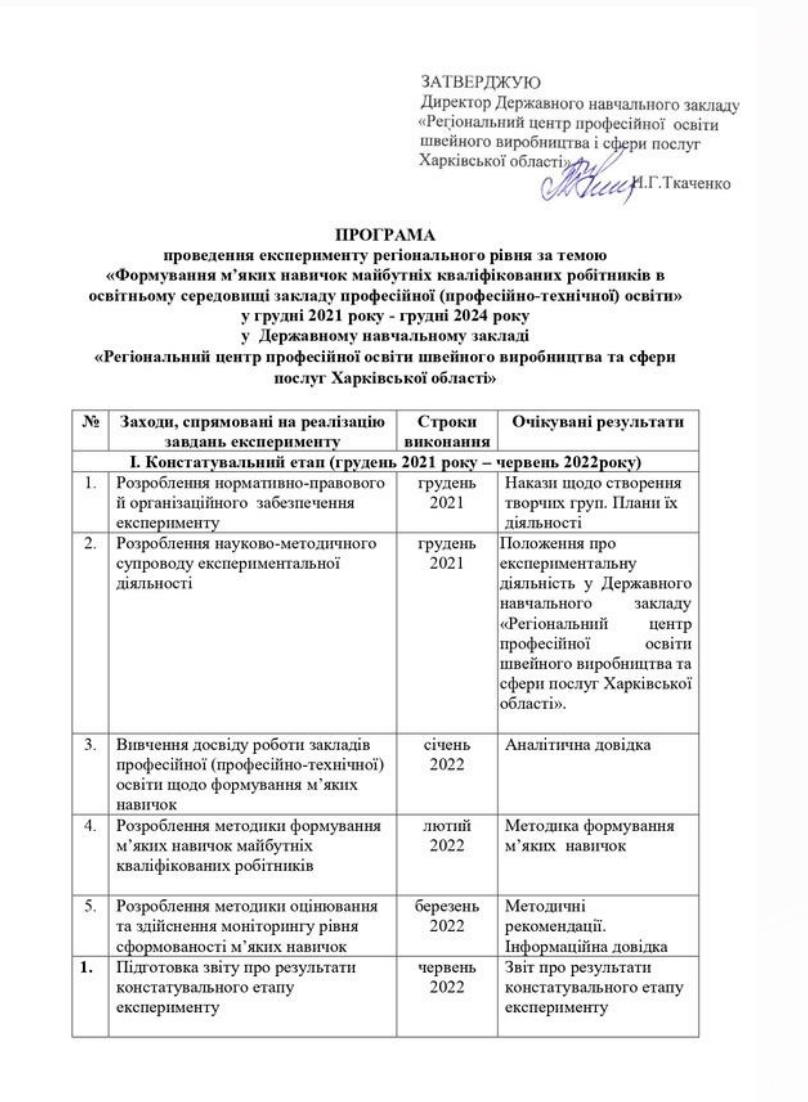 ЗАТВЕРДЖУЮ
Директор Державного навчального закладу
«Регіональний центр професійної освіти
швейного виробництва і сфери послуг
Харківської області»
Н.Г.Ткаченко
ПРОГРАМА
проведення експерименту регіонального рівня за темою
«Формування м’яких навичок майбутніх кваліфікованих робітників в
освітньому середовищі закладу професійної (професійно-технічної) освіти»
у грудні 2021 року - грудні 2024 року
у Державному навчальному закладі
«Регіональний центр професійної освіти швейного виробництва та сфери
послуг Харківської області»
№
Заходи, спрямовані на реалізацію
завдань експерименту
Строки
виконання
Очікувані результати
І. Констатувальний етап (грудень 2021 року – червень 2022року)
1.
Розроблення нормативно-правового
й організаційного забезпечення
експерименту
грудень
2021
Накази щодо створення
творчих груп. Плани їх
діяльності
2.
Розроблення науково-методичного
супроводу експериментальної
діяльності
грудень
2021
Положення про
експериментальну
діяльність у Державного
навчального закладу
«Регіональний центр
професійної освіти
швейного виробництва та
сфери послуг Харківської
області».
3.
Вивчення досвіду роботи закладів
професійної (професійно-технічної)
освіти щодо формування м’яких
навичок
січень
2022
Аналітична довідка
4.
Розроблення методики формування
м’яких навичок майбутніх
кваліфікованих робітників
лютий
2022
Методика формування
м’яких навичок
5.
Розроблення методики оцінювання
та здійснення моніторингу рівня
сформованості м’яких навичок
березень
2022
Методичні
рекомендації.
Інформаційна довідка
1.
Підготовка звіту про результати
констатувального етапу
експерименту
червень
2022
Звіт про результати
констатувального етапу
експерименту